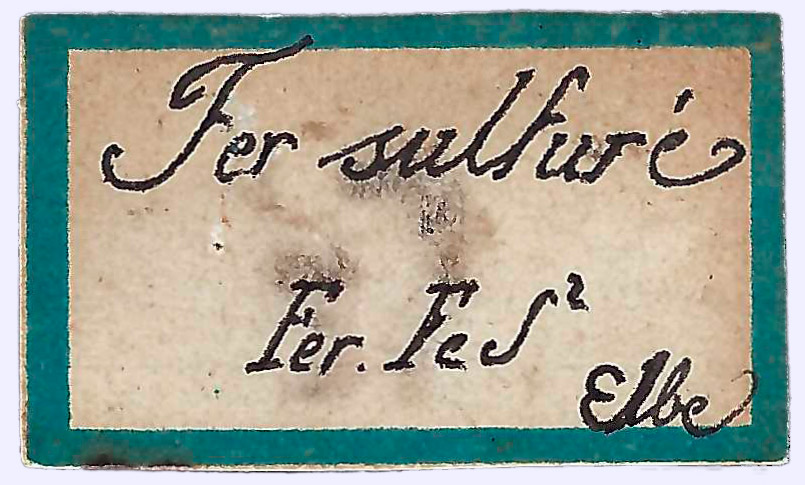 Fer sulfuré
Fer. FeS²
Elbe